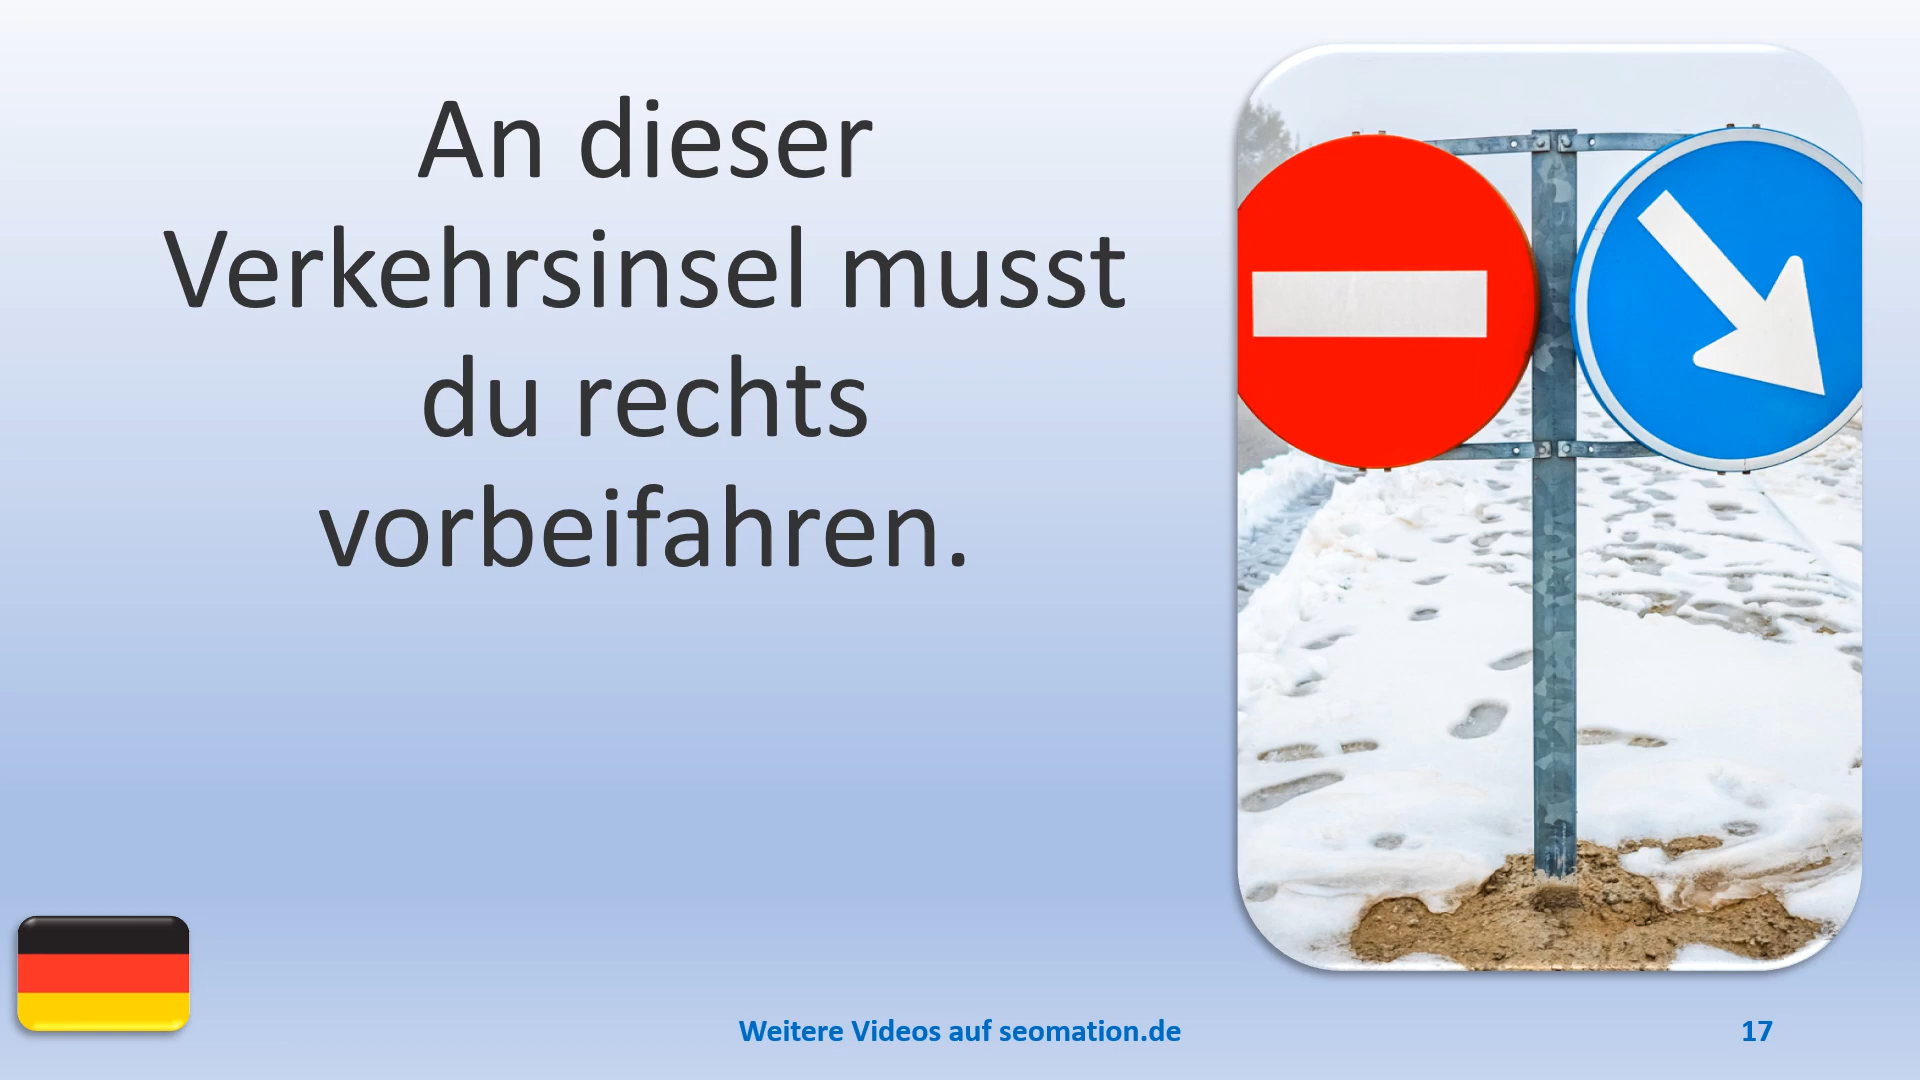 An dieser
Verkehrsinsel musst
du rechts
vorbeifahren.
Weitere Videos auf seomation.de
17